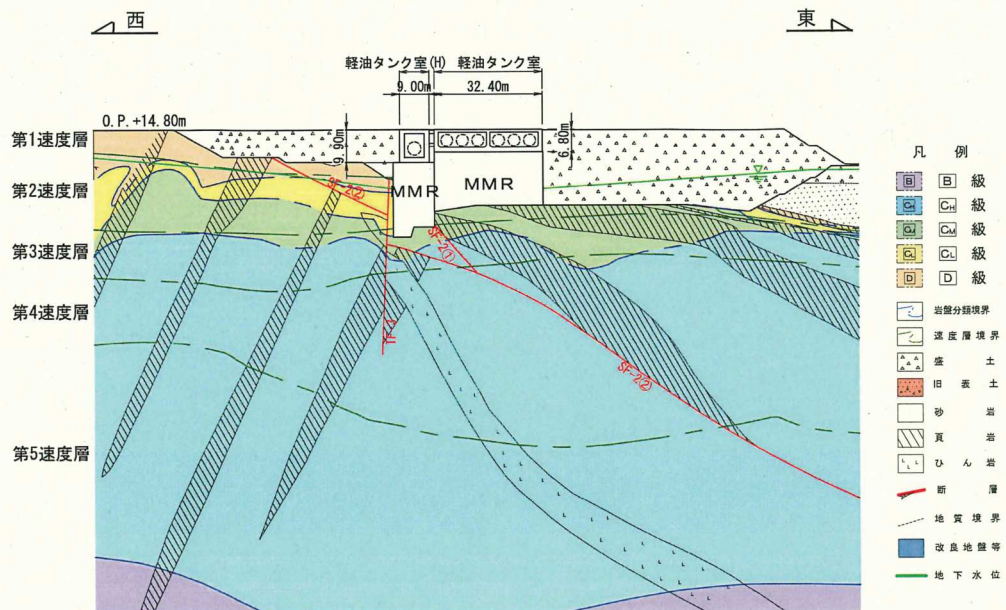 西
東
軽油タンク室(H) 軽油タンク室
9.00m 32.40m
O.P.+14.80m
9.90m
6.80m
第1速度層
第2速度層
第3速度層
第4速度層
第5速度層
MMR
MMR
SF-2②
SF-2①
SF-2②
凡 例
B B 級
CH CH 級
CM CM 級
CL CL 級
D D 級
岩盤分類境界
速度層境界
盛 土
旧 表 土
砂 岩
頁 岩
ひ ん 岩
断 層
地 質 境 界
改良地盤等
地 下 水 位